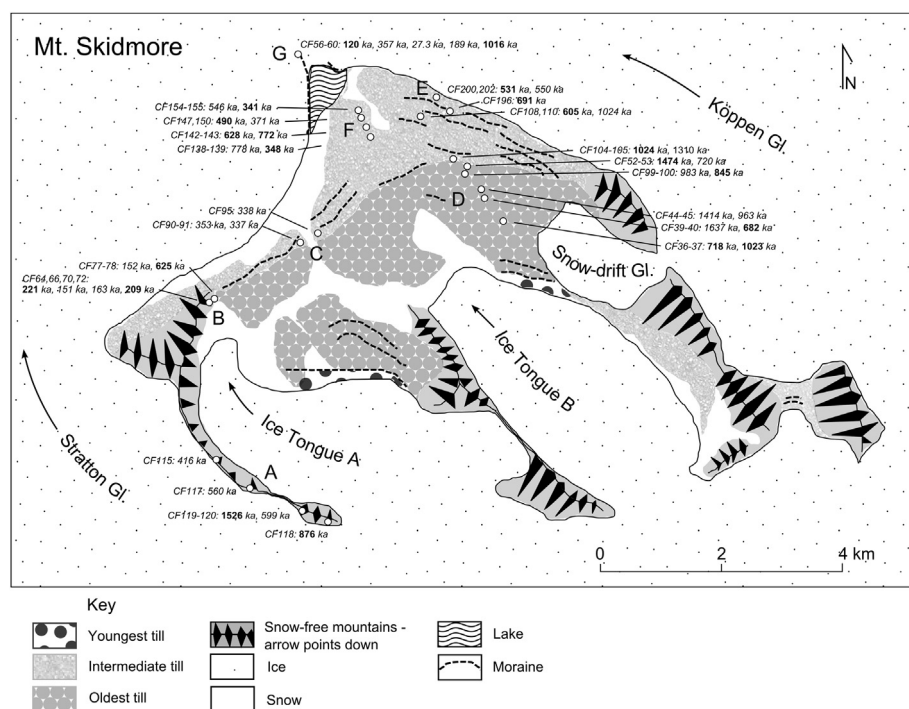 Mt. Skidmore
G
CF56-60: 120 ka, 357 ka, 27.3 ka, 189 ka, 1016 ka
N
Köppen Gl.
E
CF200,202: 531 ka, 550 ka
CF196: 691 ka
CF108,110: 605 ka, 1024 ka
CF154-155: 546 ka, 341 ka
CF147,150: 490 ka, 371 ka
F
CF142-143: 628 ka, 772 ka
CF138-139: 778 ka, 348 ka
CF104-105: 1024 ka, 1310 ka
CF52-53: 1474 ka, 720 ka
CF99-100: 983 ka, 845 ka
D
CF44-45: 1414 ka, 963 ka
CF39-40: 1637 ka, 682 ka
CF36-37: 718 ka, 1023 ka
CF95: 338 ka
CF90-91: 353 ka, 337 ka
C
Snow-drift Gl.
CF77-78: 152 ka, 625 ka
CF64,66,70,72:
221 ka, 151 ka, 163 ka, 209 ka
B
Ice Tongue B
Ice Tongue A
Stratton Gl.
A
CF115: 416 ka
CF117: 560 ka
CF119-120: 1526 ka, 599 ka
CF118: 876 ka
0 2 4 km
Key
Youngest till
Intermediate till
Oldest till
Snow-free mountains -
arrow points down
Ice
Snow
Lake
Moraine